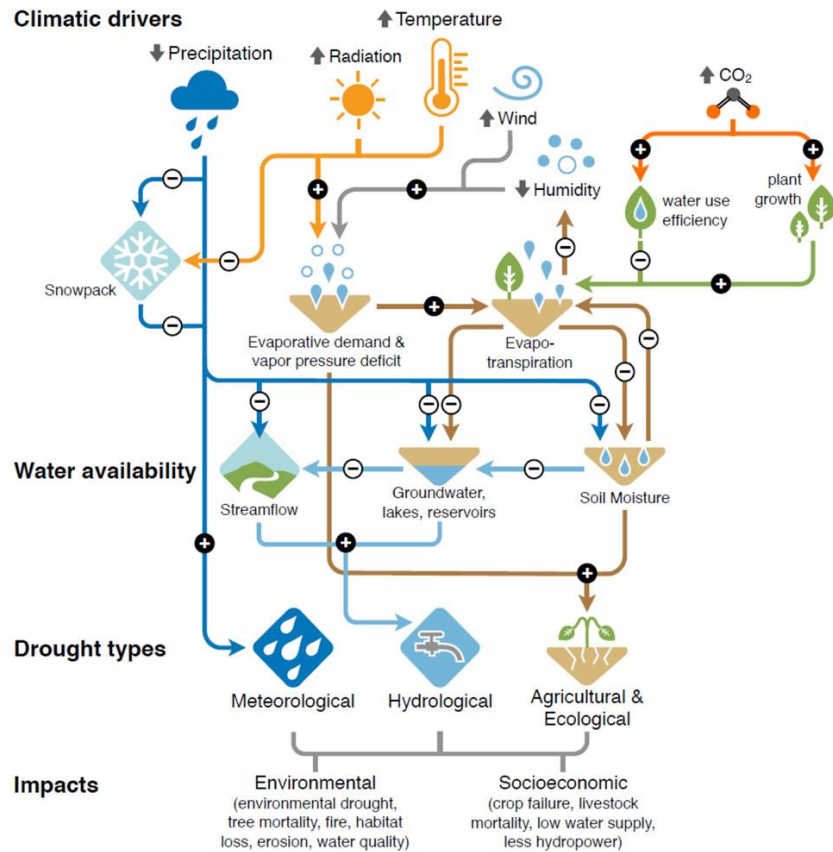 Climatic drivers
Precipitation
Radiation
Temperature
Wind
Humidity
CO₂
water use
efficiency
plant
growth
Snowpack
Evaporative demand &
vapor pressure deficit
Evapo-
transpiration
Water availability
Streamflow
Groundwater,
lakes, reservoirs
Soil Moisture
Drought types
Meteorological
Hydrological
Agricultural &
Ecological
Impacts
Environmental
(environmental drought,
tree mortality, fire, habitat
loss, erosion, water quality)
Socioeconomic
(crop failure, livestock
mortality, low water supply,
less hydropower)